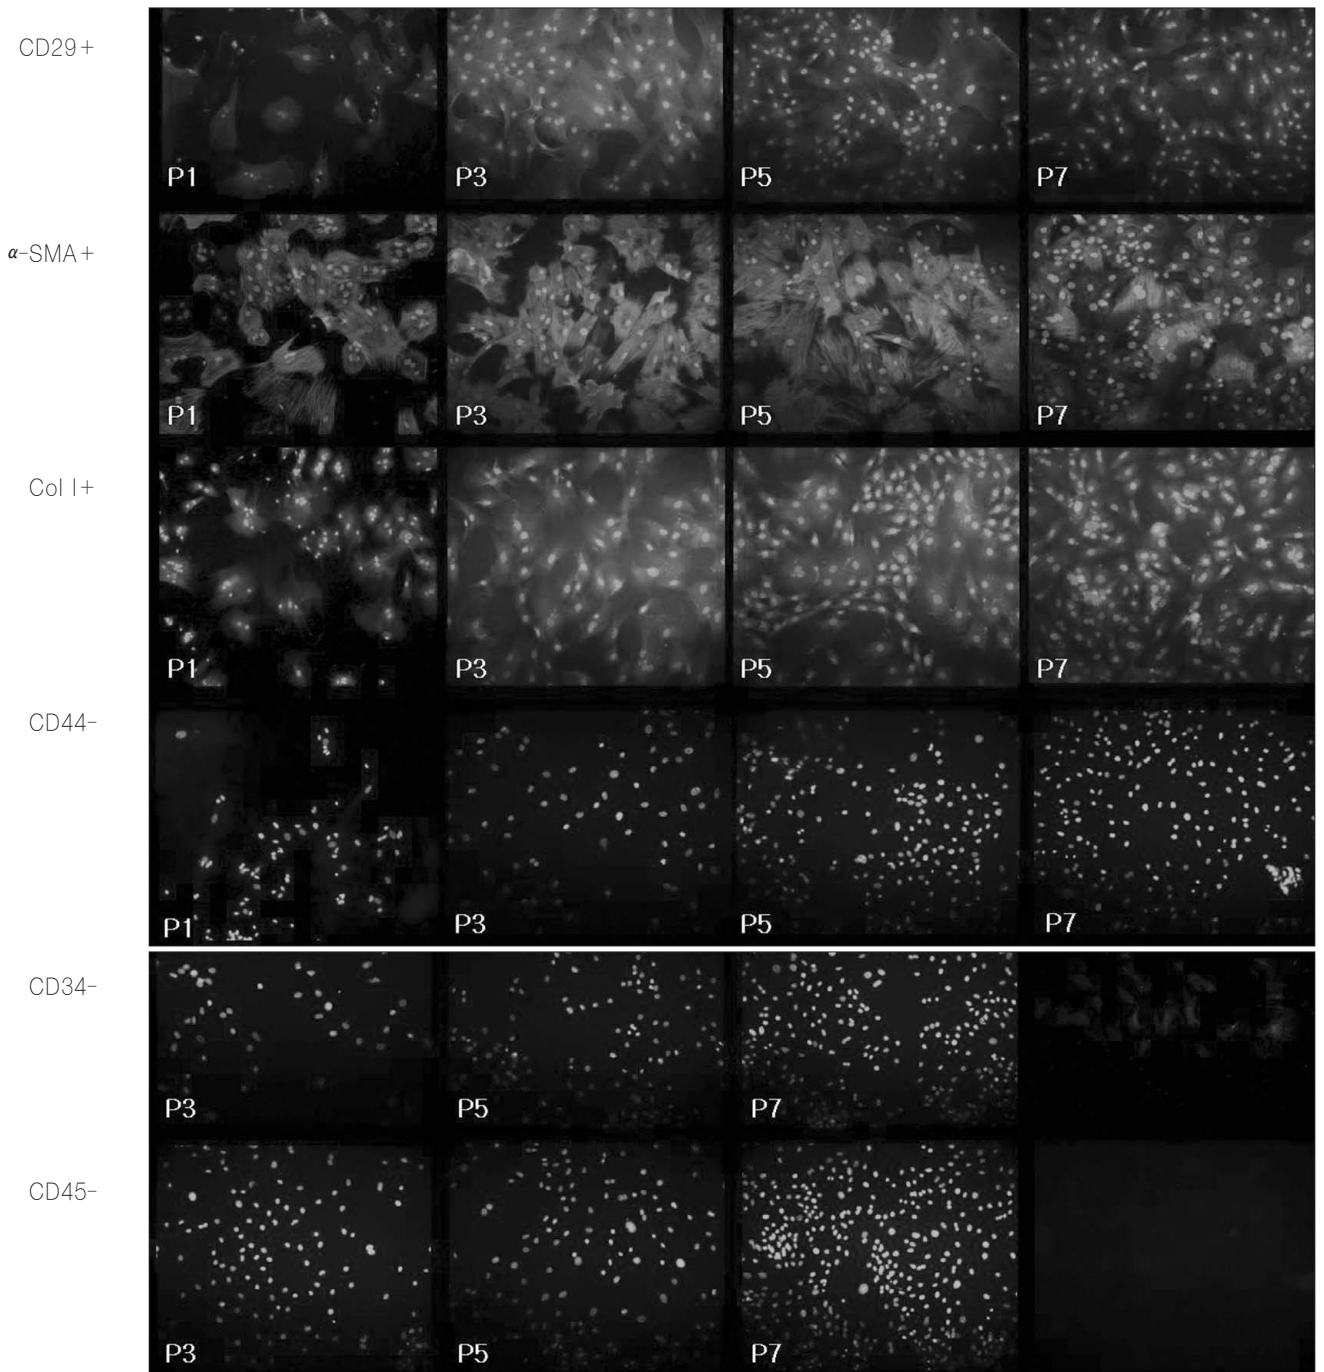 CD29+
P1 P3 P5 P7
α-SMA+
P1 P3 P5 P7
Col I+
P1 P3 P5 P7
CD44-
P1 P3 P5 P7
CD34-
P3 P5 P7
CD45-
P3 P5 P7